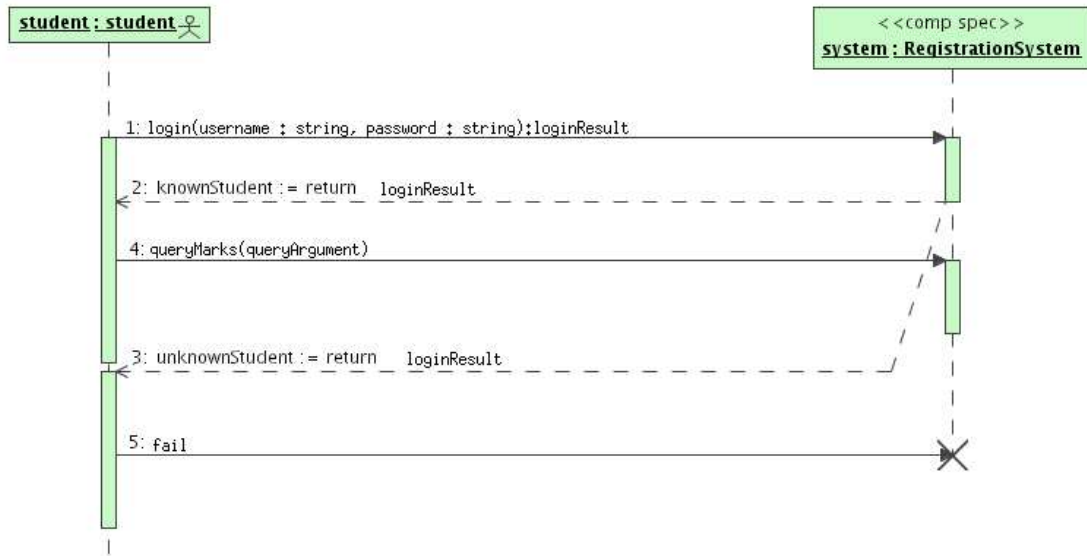 student : student
<<comp spec>>
system : RegistrationSystem
1: login(username : string, password : string):loginResult
2: knownStudent := return loginResult
4: queryMarks(queryArgument)
3: unknownStudent := return loginResult
5: fail